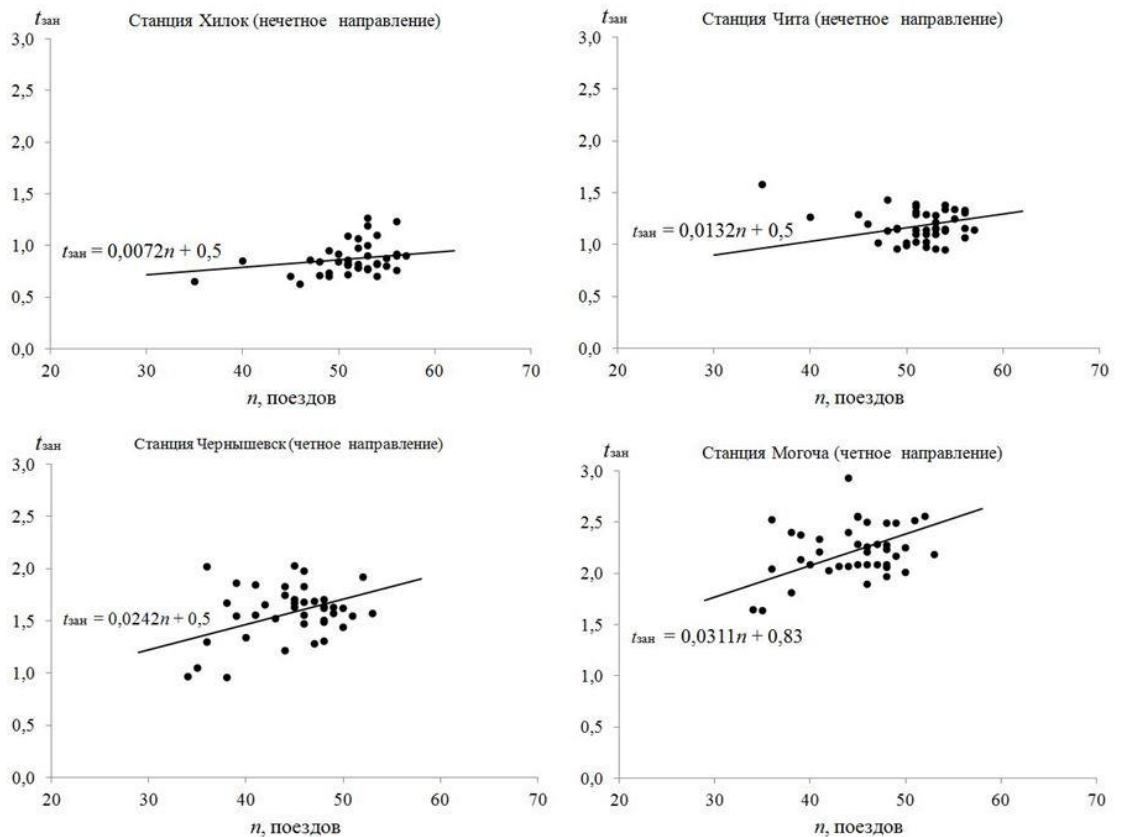 tзан Станция Хилок (нечетное направление)
3,0
2,5
2,0
1,5
1,0
0,5
0,0
tзан = 0,0072n + 0,5
20 30 40 50 60 70
n, поездов
tзан Станция Чита (нечетное направление)
3,0
2,5
2,0
1,5
1,0
0,5
0,0
tзан = 0,0132n + 0,5
20 30 40 50 60 70
n, поездов
tзан Станция Чернышевск (четное направление)
3,0
2,5
2,0
1,5
1,0
0,5
0,0
tзан = 0,0242n + 0,5
20 30 40 50 60 70
n, поездов
tзан Станция Могоча (четное направление)
3,0
2,5
2,0
1,5
1,0
0,5
0,0
tзан = 0,0311n + 0,83
20 30 40 50 60 70
n, поездов